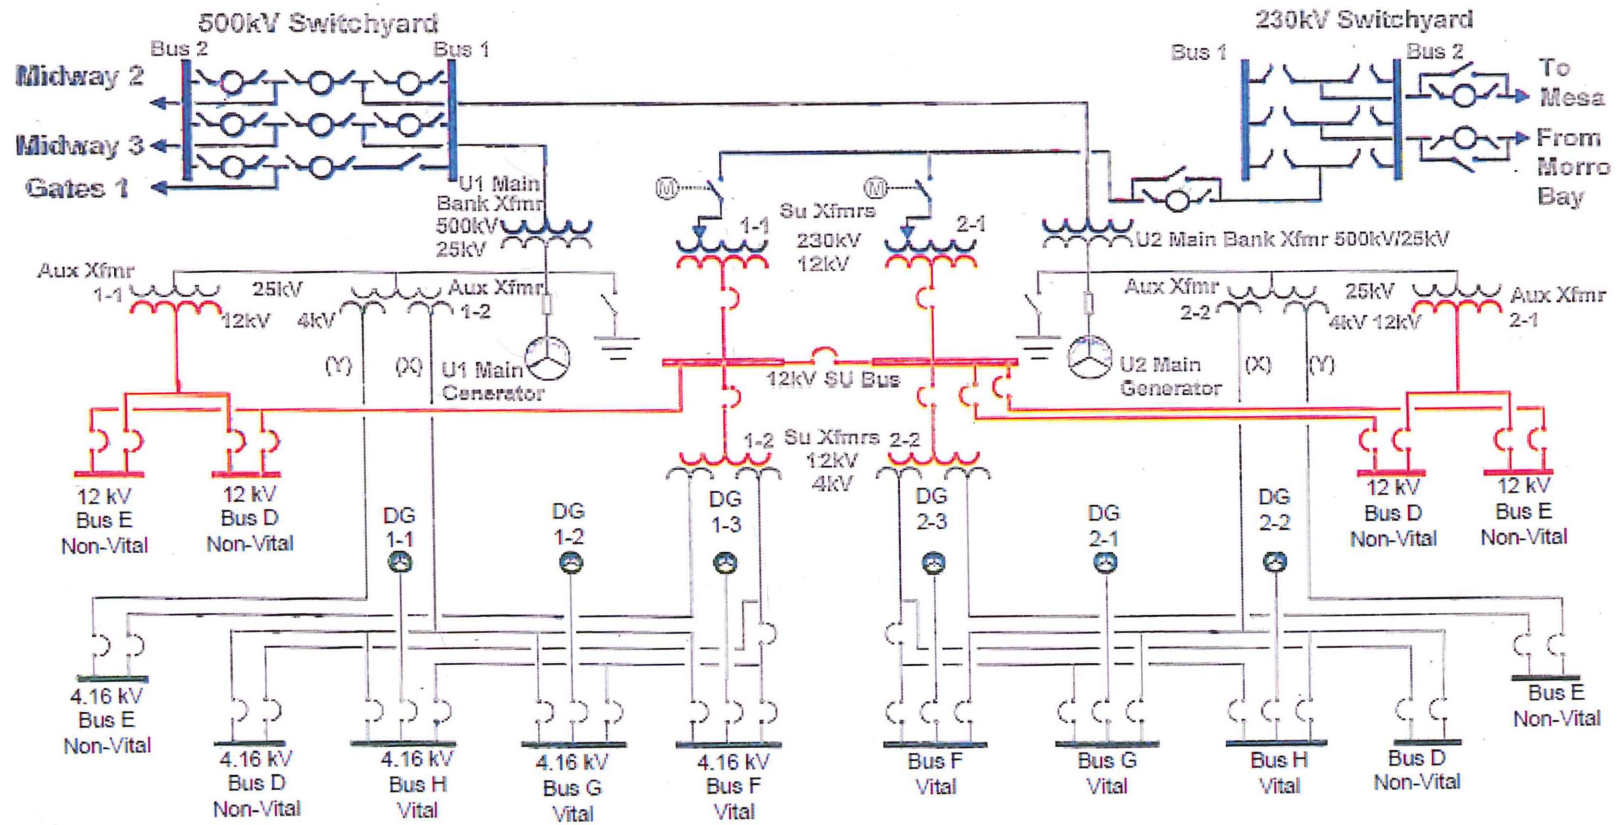 500kV Switchyard
230kV Switchyard
Bus 2
Bus 1
Bus 1
Bus 2
Midway 2
Midway 3
Gates 1
To
Mesa
From
Morro
Bay
U1 Main
Bank Xfmr
500kV
25kV
M
M
1-1
Su Xfmrs
230kV
12kV
2-1
U2 Main Bank Xfmr 500kV/25kV
Aux Xfmr
1-1
25kV
12kV
4kV
Aux Xfmr
1-2
(Y)
(X)
U1 Main
Generator
12kV SU Bus
U2 Main
Generator
Aux Xfmr
2-2
25kV
4kV 12kV
Aux Xfmr
2-1
(X)
(Y)
1-2
Su Xfmrs
12kV
4kV
2-2
12 kV
Bus E
Non-Vital
12 kV
Bus D
Non-Vital
12 kV
Bus D
Non-Vital
12 kV
Bus E
Non-Vital
DG
1-1
DG
1-2
DG
1-3
DG
2-3
DG
2-1
DG
2-2
4.16 kV
Bus E
Non-Vital
4.16 kV
Bus D
Non-Vital
4.16 kV
Bus H
Vital
4.16 kV
Bus G
Vital
4.16 kV
Bus F
Vital
Bus F
Vital
Bus G
Vital
Bus H
Vital
Bus D
Non-Vital
Bus E
Non-Vital